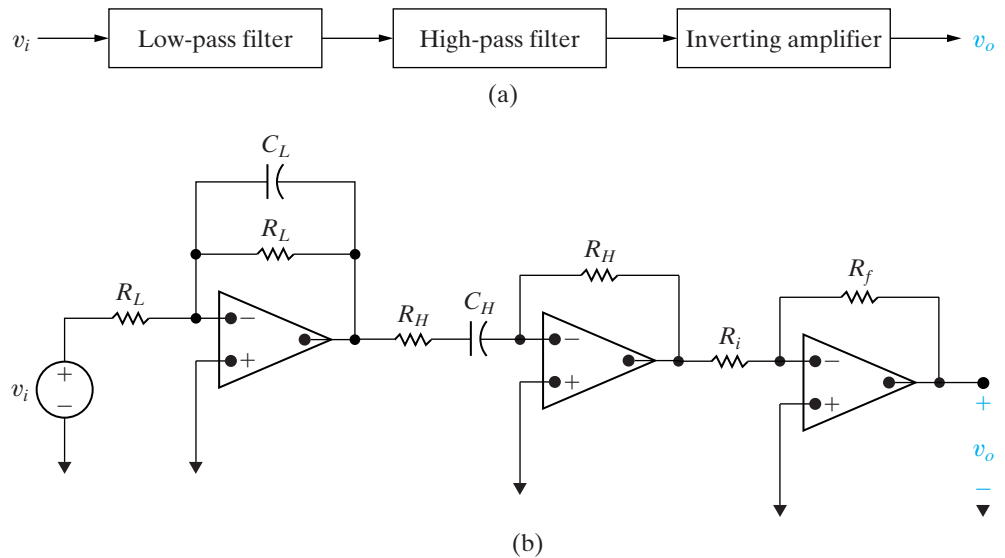 v_i Low-pass filter High-pass filter Inverting amplifier v_o
(a)
C_L
R_L
R_H
R_f
R_L
R_H
C_H
R_i
−
+
−
+
−
+
v_i
+
−
+
v_o
−
(b)